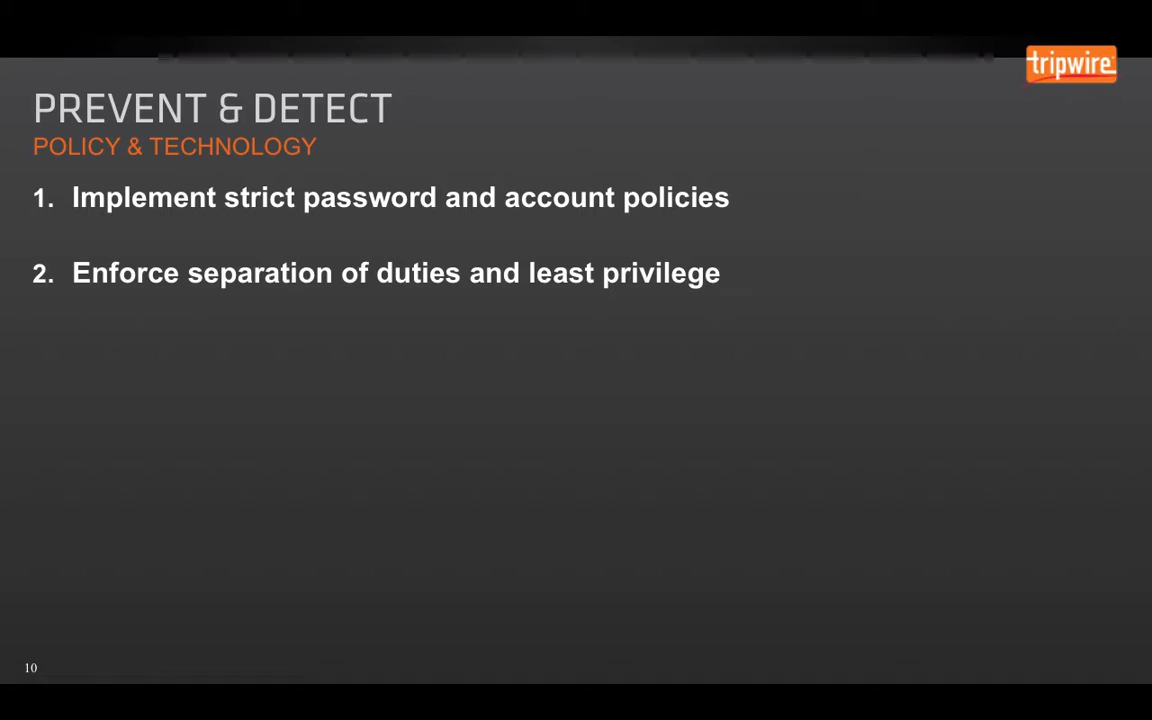 tripwire
PREVENT & DETECT
POLICY & TECHNOLOGY
1. Implement strict password and account policies
2. Enforce separation of duties and least privilege
10